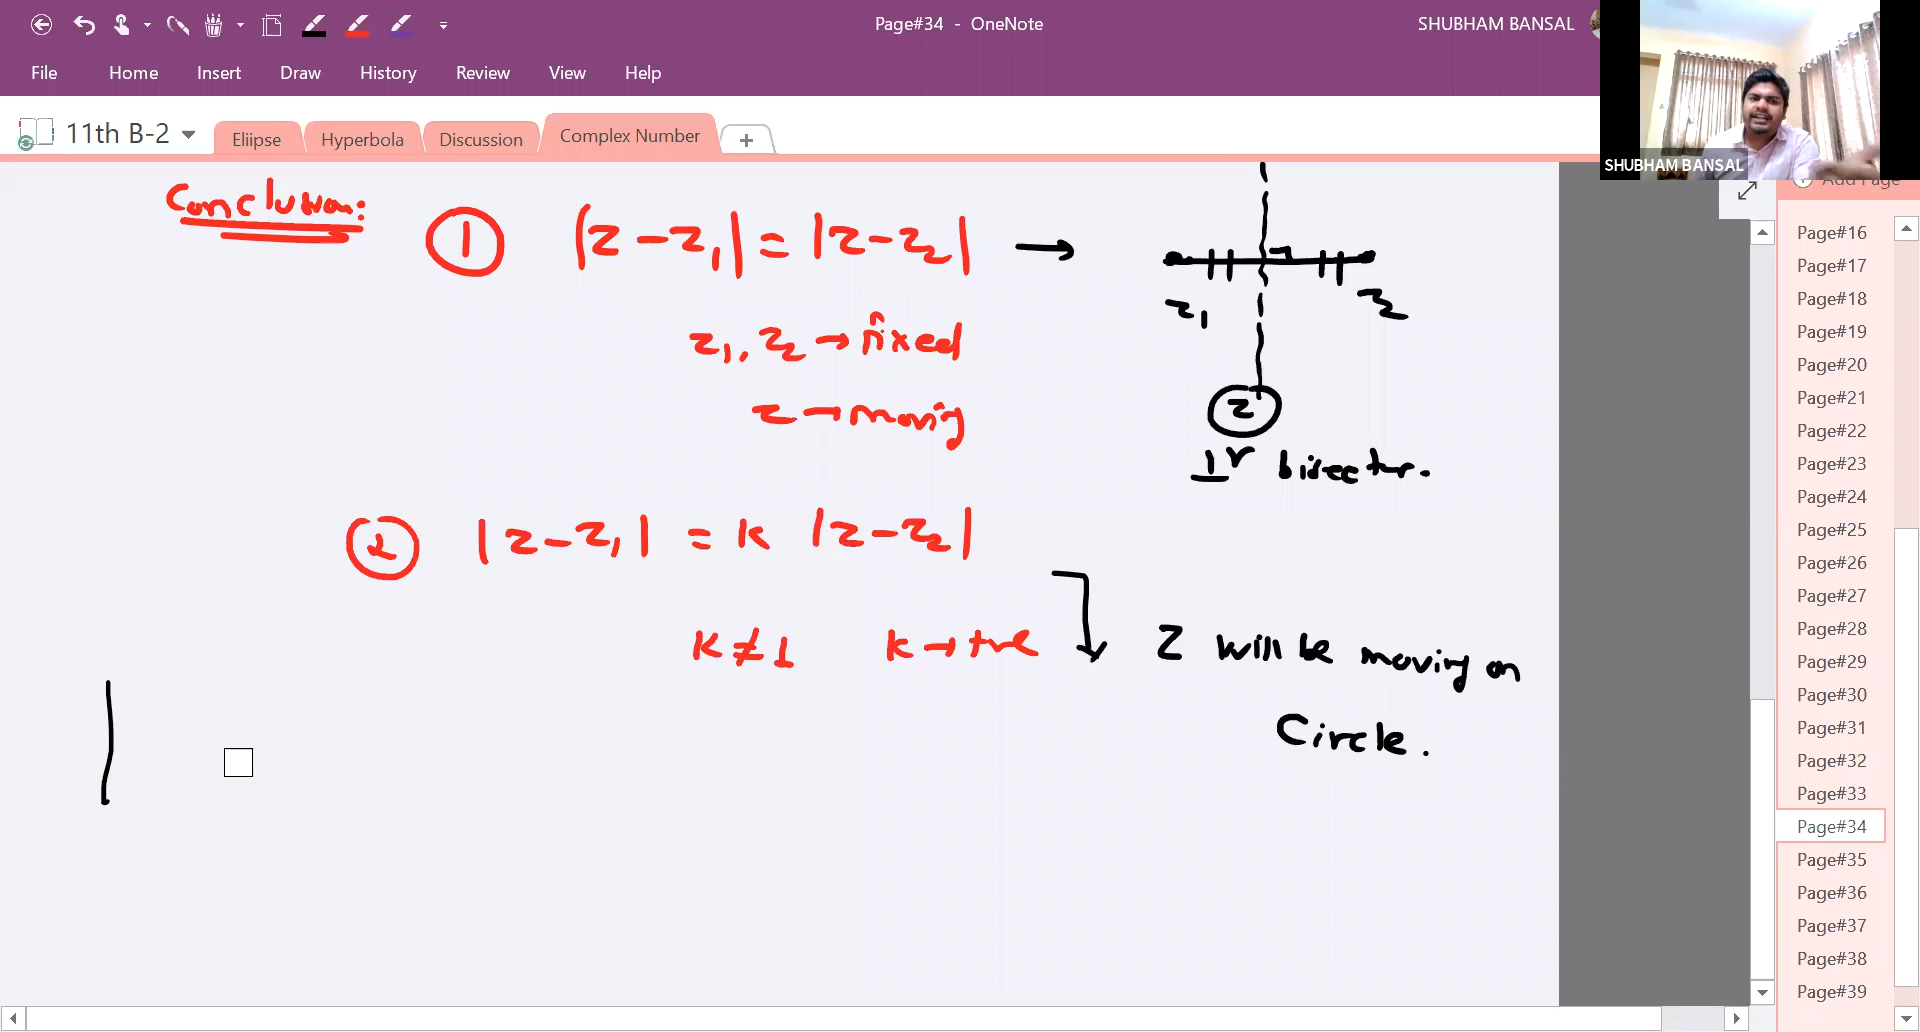 Page#34 - OneNote
SHUBHAM BANSAL
File Home Insert Draw History Review View Help
11th B-2
Eliipse Hyperbola Discussion Complex Number +
SHUBHAM BANSAL
Add Page
Conclusion:
① |z-z₁| = |z-z₂| →
z₁ z₂
z₁, z₂ → fixed
z → moving
z
⊥r bisector.
② |z-z₁| = k |z-z₂|
k≠1 k→+ve
Z will be moving on
Circle.
Page#16
Page#17
Page#18
Page#19
Page#20
Page#21
Page#22
Page#23
Page#24
Page#25
Page#26
Page#27
Page#28
Page#29
Page#30
Page#31
Page#32
Page#33
Page#34
Page#35
Page#36
Page#37
Page#38
Page#39